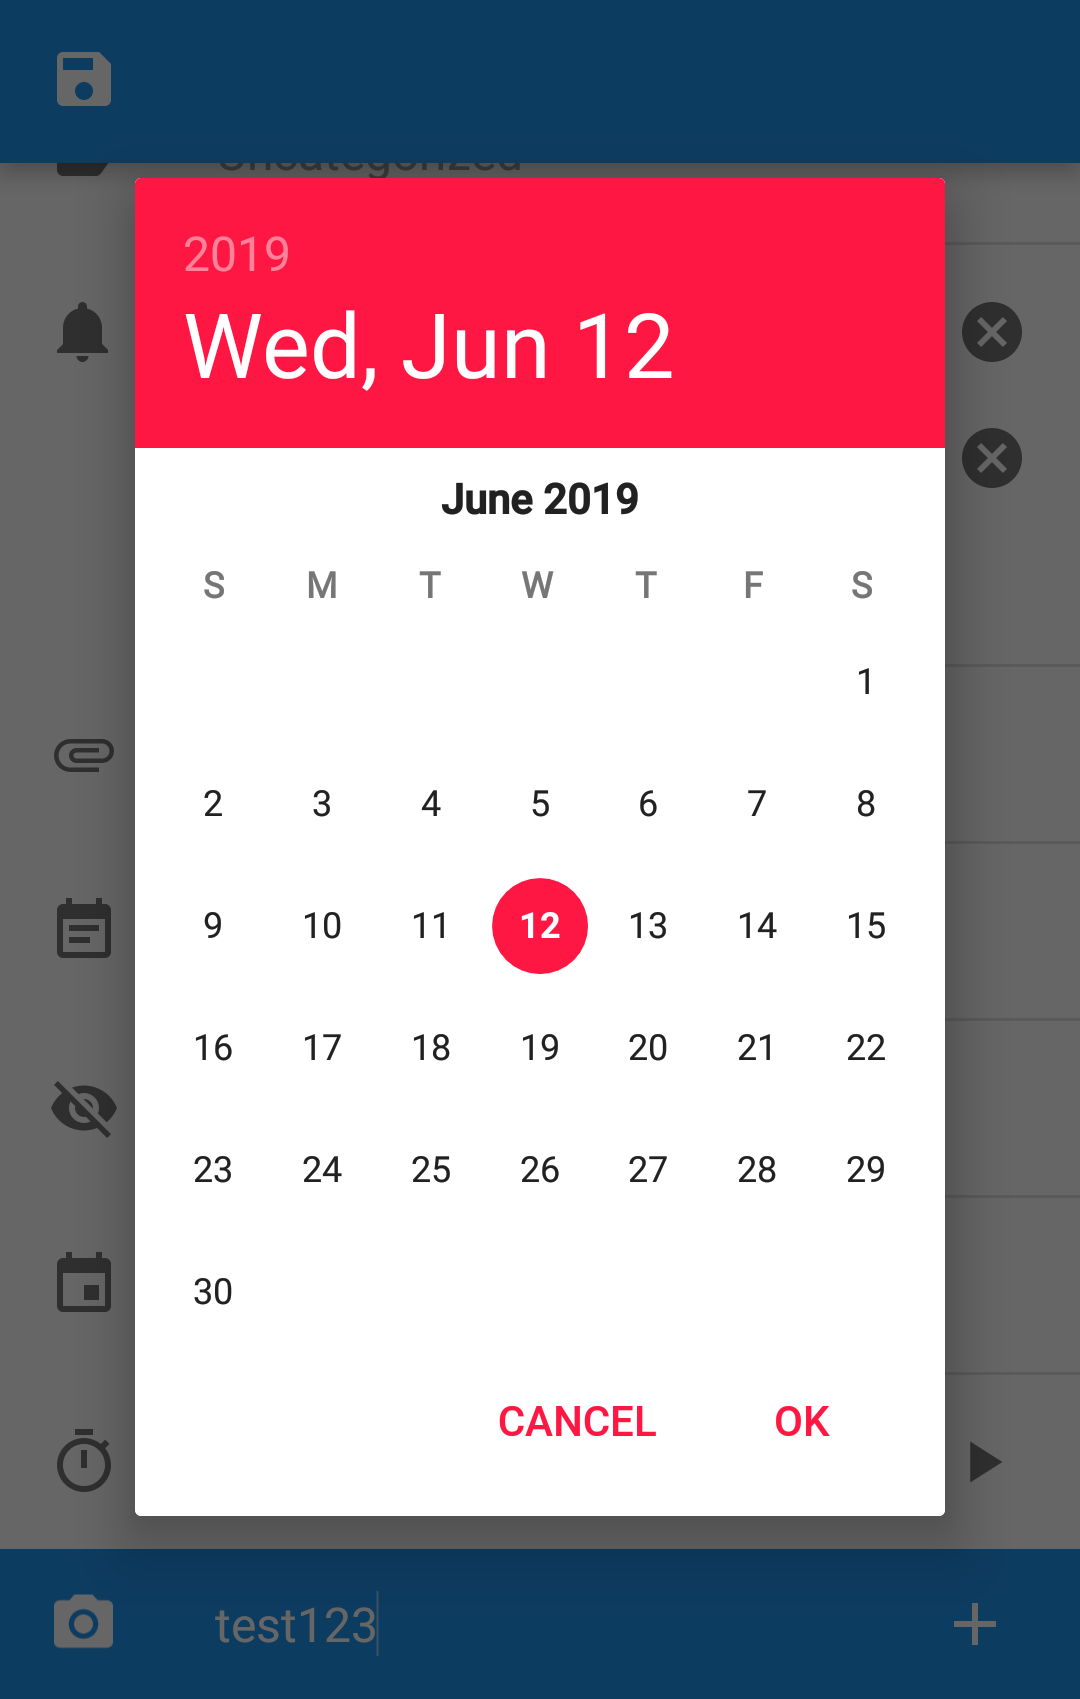 Uncategorized
2019
Wed, Jun 12
June 2019
S M T W T F S
1
2 3 4 5 6 7 8
9 10 11 12 13 14 15
16 17 18 19 20 21 22
23 24 25 26 27 28 29
30
CANCEL OK
test123